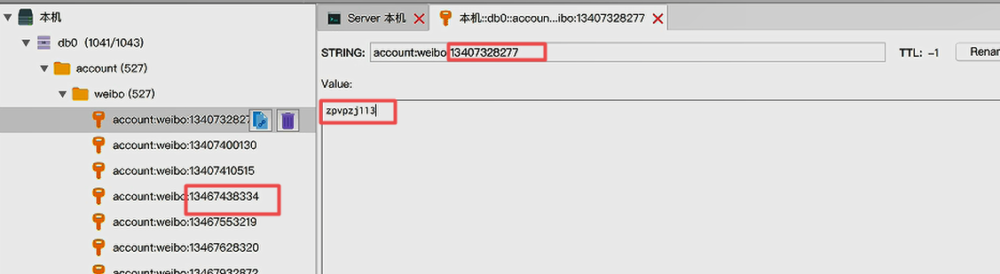 本机
db0 (1041/1043)
account (527)
weibo (527)
account:weibo:1340732827
account:weibo:13407400130
account:weibo:13407410515
account:weibo:13467438334
account:weibo:13467553219
account:weibo:13467628320
account:weibo:13467932872
Server 本机
本机::db0::accoun...ibo:13407328277
STRING:
account:weibo:13407328277
TTL: -1
Renam
Value:
zpvpzj113